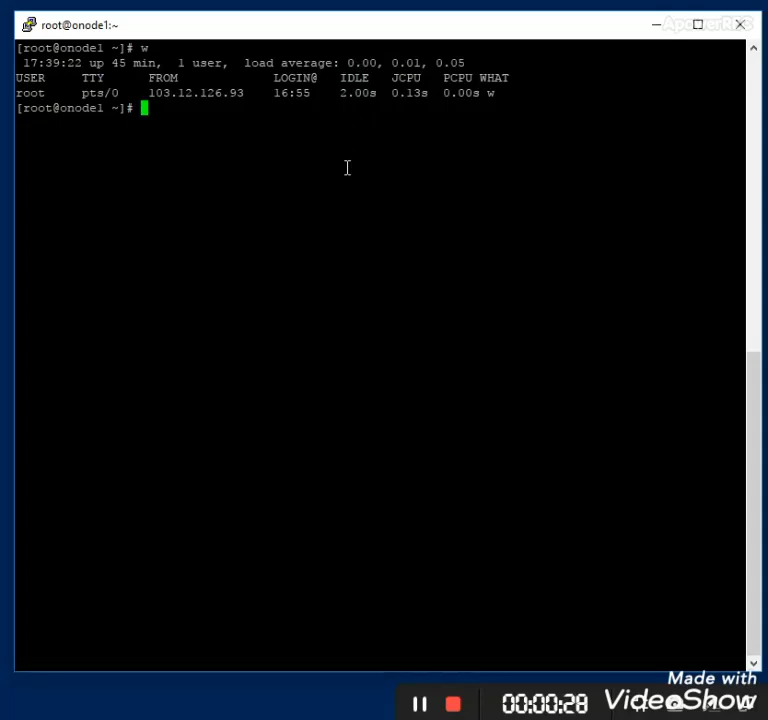 root@onode1:~
ApowerREC
[root@onode1 ~]# w
17:39:22 up 45 min, 1 user, load average: 0.00, 0.01, 0.05
USER TTY FROM LOGIN@ IDLE JCPU PCPU WHAT
root pts/0 103.12.126.93 16:55 2.00s 0.13s 0.00s w
[root@onode1 ~]#
Made with
00:00:28
VideoShow